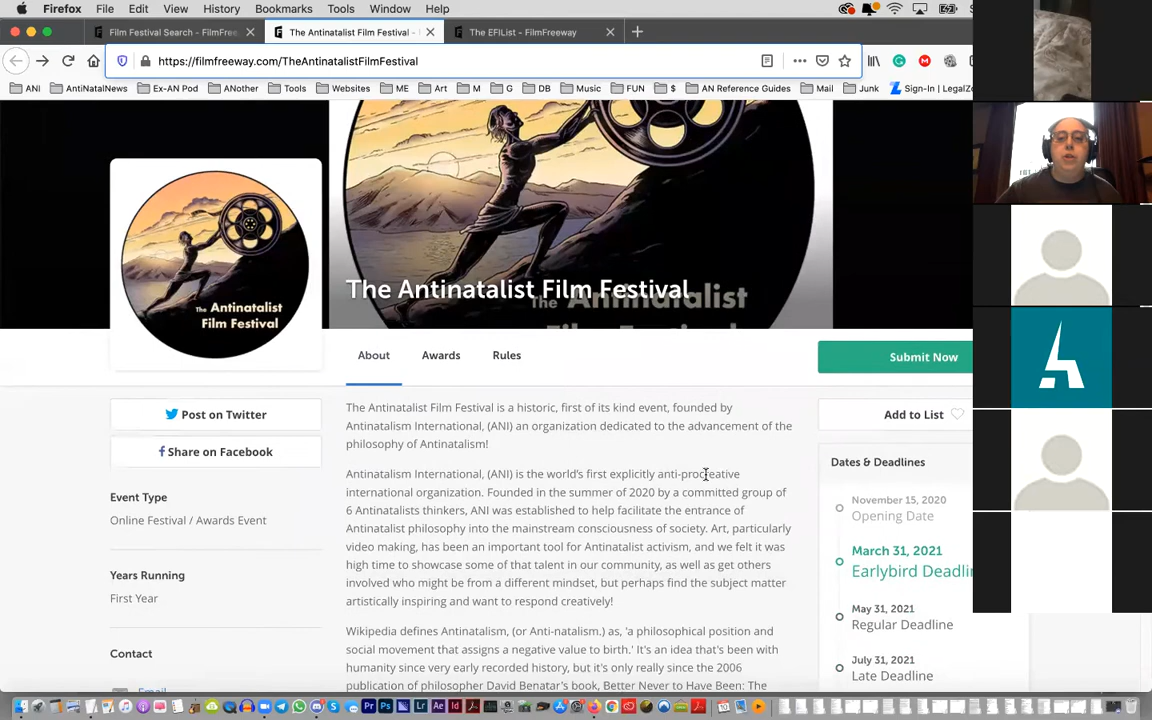 Firefox File Edit View History Bookmarks Tools Window Help
Film Festival Search – FilmFree
The Antinatalist Film Festival -
The EFIList - FilmFreeway
https://filmfreeway.com/TheAntinatalistFilmFestival
ANI AntiNatalNews Ex-AN Pod ANother Tools Websites ME Art M G DB Music FUN $ AN Reference Guides Mail Junk Sign-In | LegalZo
The Antinatalist Film Festival
The Antinatalist
The Antinatalist
Film Festival
About Awards Rules
Submit Now
Post on Twitter
Share on Facebook
Event Type
Online Festival / Awards Event
Years Running
First Year
Contact
Email
The Antinatalist Film Festival is a historic, first of its kind event, founded by
Antinatalism International, (ANI) an organization dedicated to the advancement of the
philosophy of Antinatalism!
Antinatalism International, (ANI) is the world's first explicitly anti-procreative
international organization. Founded in the summer of 2020 by a committed group of
6 Antinatalists thinkers, ANI was established to help facilitate the entrance of
Antinatalist philosophy into the mainstream consciousness of society. Art, particularly
video making, has been an important tool for Antinatalist activism, and we felt it was
high time to showcase some of that talent in our community, as well as get others
involved who might be from a different mindset, but perhaps find the subject matter
artistically inspiring and want to respond creatively!
Wikipedia defines Antinatalism, (or Anti-natalism.) as, 'a philosophical position and
social movement that assigns a negative value to birth.' It's an idea that's been with
humanity since very early recorded history, but it's only really since the 2006
publication of philosopher David Benatar's book, Better Never to Have Been: The
Add to List
Dates & Deadlines
November 15, 2020
Opening Date
March 31, 2021
Earlybird Deadli
May 31, 2021
Regular Deadline
July 31, 2021
Late Deadline